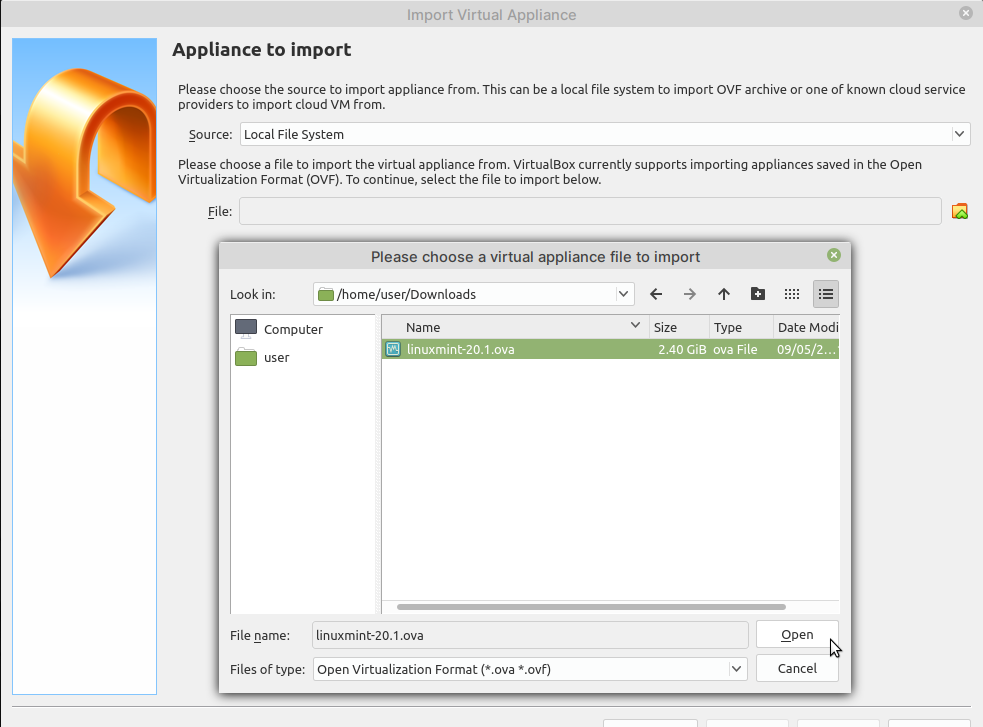 Import Virtual Appliance
Appliance to import
Please choose the source to import appliance from. This can be a local file system to import OVF archive or one of known cloud service
providers to import cloud VM from.
Source: Local File System
Please choose a file to import the virtual appliance from. VirtualBox currently supports importing appliances saved in the Open
Virtualization Format (OVF). To continue, select the file to import below.
File:
Please choose a virtual appliance file to import
Look in: /home/user/Downloads
Computer
user
Name Size Type Date Modi
linuxmint-20.1.ova 2.40 GiB ova File 09/05/2...
File name: linuxmint-20.1.ova Open
Files of type: Open Virtualization Format (*.ova *.ovf) Cancel